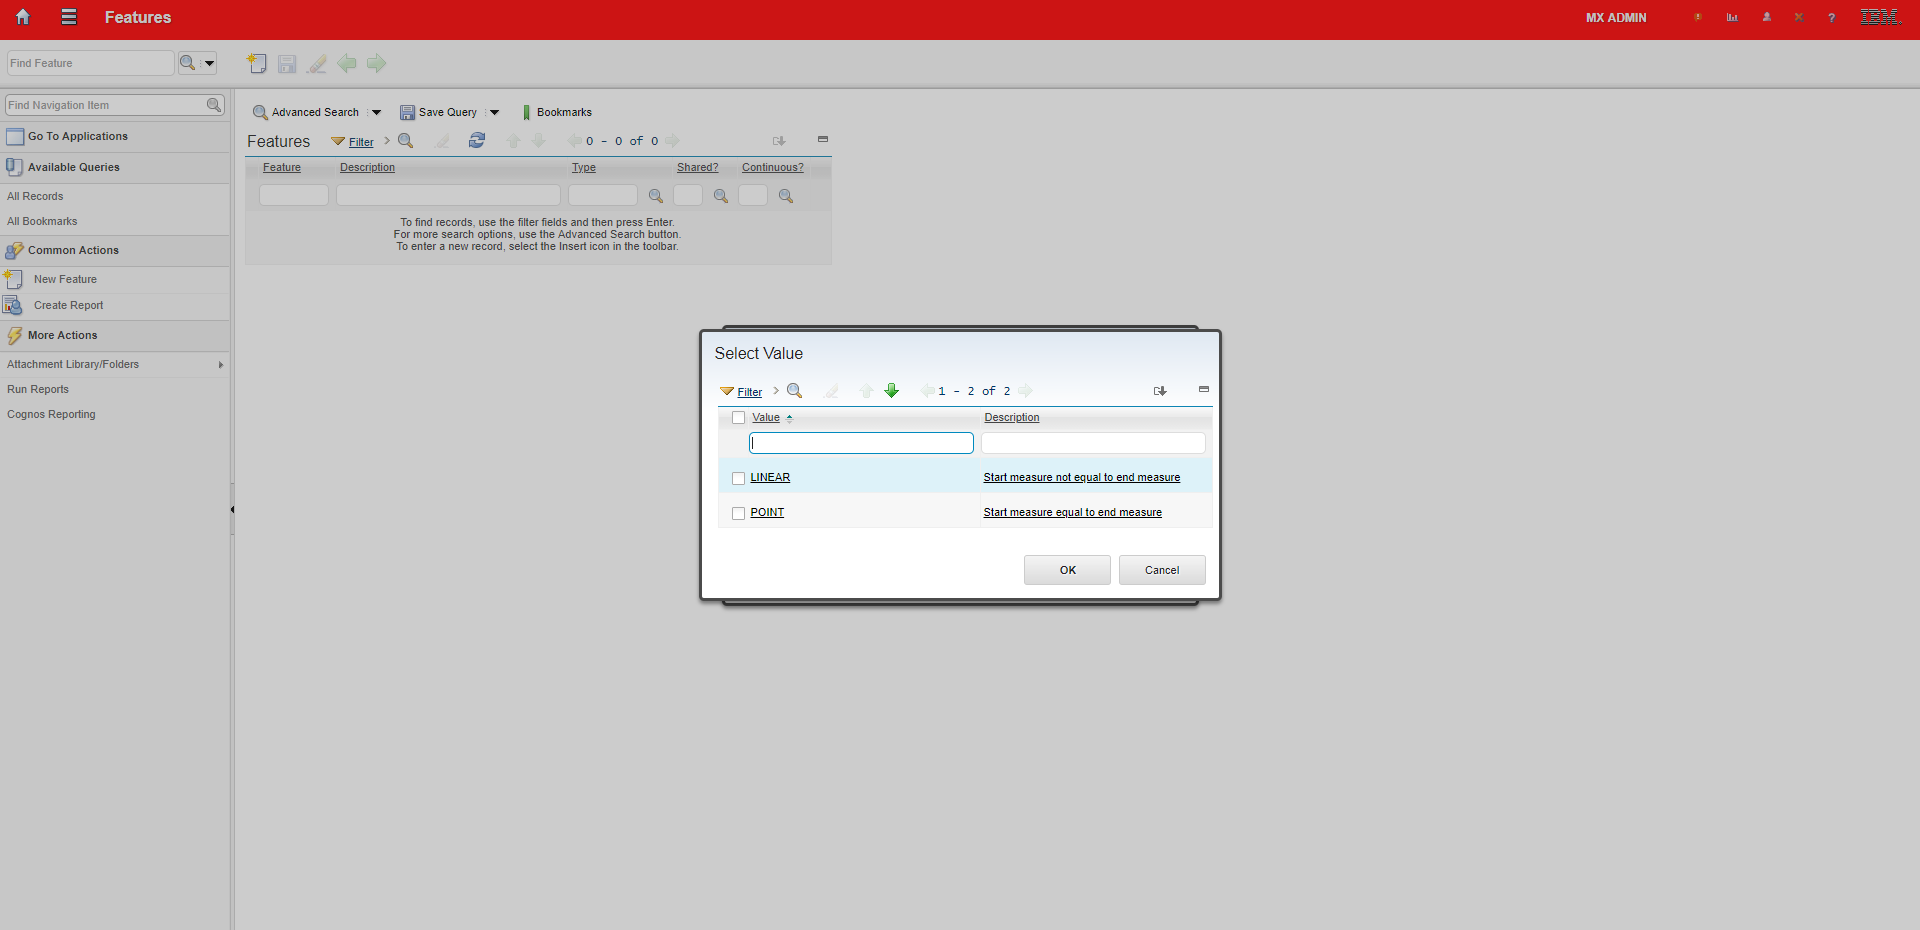 Features
MX ADMIN
?
IBM.
Find Feature
Find Navigation Item
Go To Applications
Available Queries
All Records
All Bookmarks
Common Actions
New Feature
Create Report
More Actions
Attachment Library/Folders
Run Reports
Cognos Reporting
Advanced Search
Save Query
Bookmarks
Features
Filter
0 - 0 of 0
Feature
Description
Type
Shared?
Continuous?
To find records, use the filter fields and then press Enter.
For more search options, use the Advanced Search button.
To enter a new record, select the Insert icon in the toolbar.
Select Value
Filter
1 - 2 of 2
Value
Description
LINEAR
Start measure not equal to end measure
POINT
Start measure equal to end measure
OK
Cancel